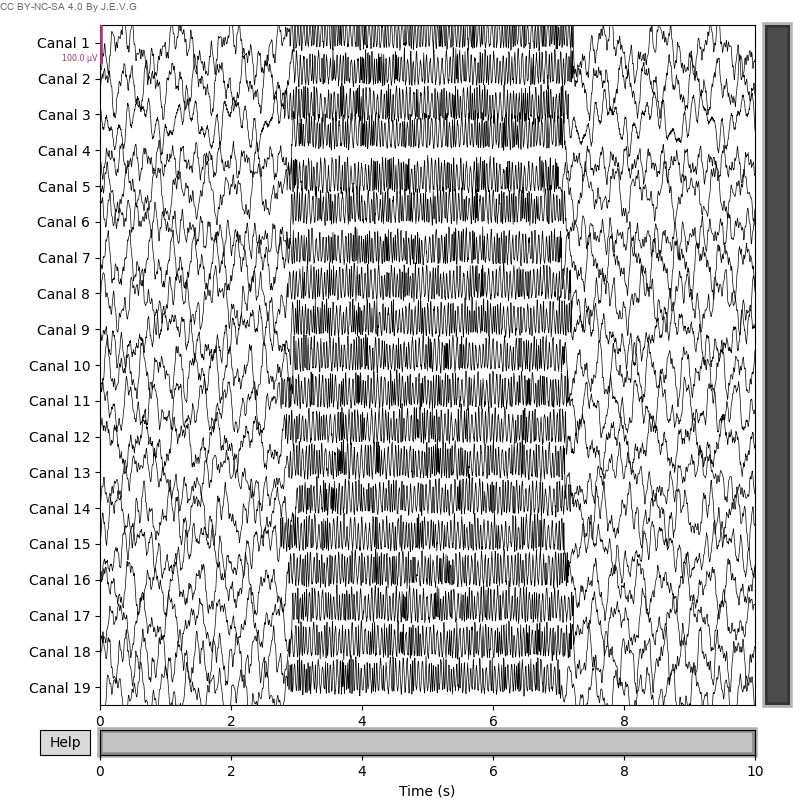 CC BY-NC-SA 4.0 By J.E.V.G
Canal 1
100.0 µV
Canal 2
Canal 3
Canal 4
Canal 5
Canal 6
Canal 7
Canal 8
Canal 9
Canal 10
Canal 11
Canal 12
Canal 13
Canal 14
Canal 15
Canal 16
Canal 17
Canal 18
Canal 19
0 2 4 6 8
Help
0 2 4 6 8 10
Time (s)